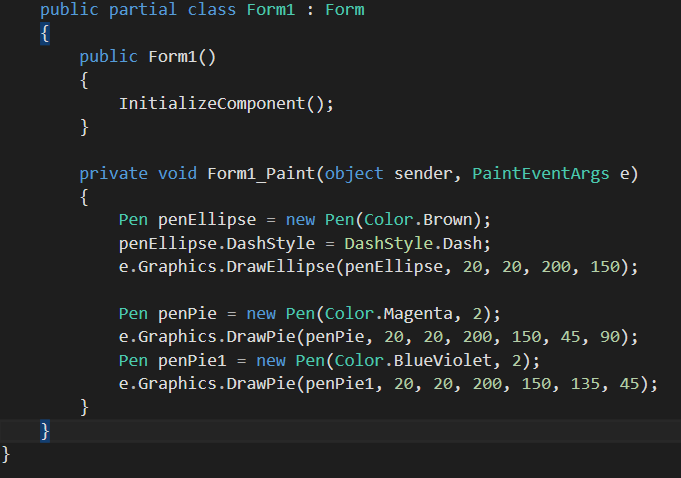 public partial class Form1 : Form
{
public Form1()
{
InitializeComponent();
}
private void Form1_Paint(object sender, PaintEventArgs e)
{
Pen penEllipse = new Pen(Color.Brown);
penEllipse.DashStyle = DashStyle.Dash;
e.Graphics.DrawEllipse(penEllipse, 20, 20, 200, 150);
Pen penPie = new Pen(Color.Magenta, 2);
e.Graphics.DrawPie(penPie, 20, 20, 200, 150, 45, 90);
Pen penPie1 = new Pen(Color.BlueViolet, 2);
e.Graphics.DrawPie(penPie1, 20, 20, 200, 150, 135, 45);
}
}
}